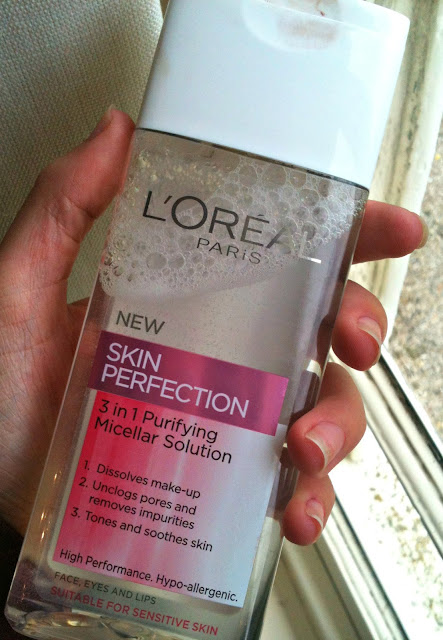 L'ORÉAL
PARiS
NEW
SKIN
PERFECTION
3 in 1 Purifying
Micellar Solution
1. Dissolves make-up
2. Unclogs pores and
removes impurities
3. Tones and soothes skin
High Performance. Hypo-allergenic.
FACE, EYES AND LIPS
SUITABLE FOR SENSITIVE SKIN